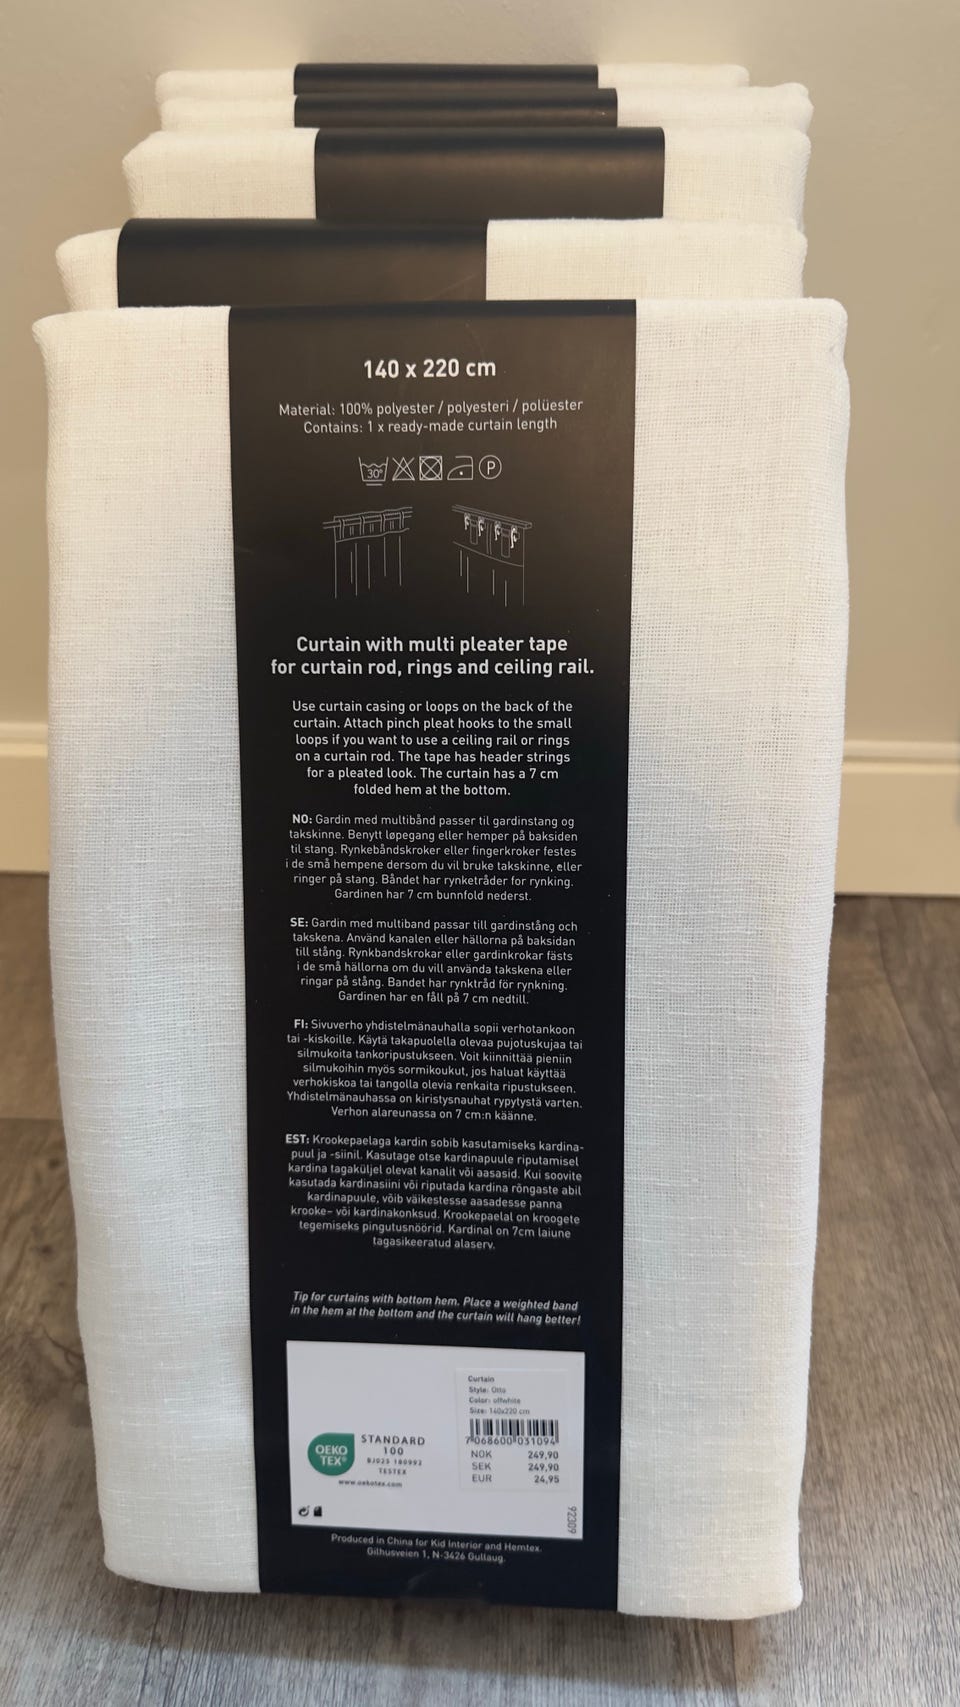 140 x 220 cm
Material: 100% polyester / polyesteri / polüester
Contains: 1 x ready-made curtain length
30°
P
Curtain with multi pleater tape
for curtain rod, rings and ceiling rail.
Use curtain casing or loops on the back of the
curtain. Attach pinch pleat hooks to the small
loops if you want to use a ceiling rail or rings
on a curtain rod. The tape has header strings
for a pleated look. The curtain has a 7 cm
folded hem at the bottom.
NO: Gardin med multibånd passer til gardinstang og
takskinne. Benytt løpegang eller hemper på baksiden
til stang. Rynkebåndskroker eller fingerkroker festes
i de små hempene dersom du vil bruke takskinne, eller
ringer på stang. Båndet har rynketråder for rynking.
Gardinen har 7 cm bunnfold nederst.
SE: Gardin med multiband passar till gardinstång och
takskena. Använd kanalen eller hällorna på baksidan
till stång. Rynkbandskrokar eller gardinkrokar fästs
i de små hällorna om du vill använda takskena eller
ringar på stång. Bandet har rynktråd för rynkning.
Gardinen har en fåll på 7 cm nedtill.
FI: Sivuverho yhdistelmänauhalla sopii verhotankoon
tai -kiskoille. Käytä takapuolella olevaa pujotuskujaa tai
silmukoita tankoripustukseen. Voit kiinnittää pieniin
silmukoihin myös sormikoukut, jos haluat käyttää
verhokiskoa tai tangolla olevia renkaita ripustukseen.
Yhdistelmänauhassa on kiristysnauhat rypytystä varten.
Verhon alareunassa on 7 cm:n käänne.
EST: Krookepaelaga kardin sobib kasutamiseks kardina-
puul ja -siinil. Kasutage otse kardinapuule riputamisel
kardina tagaküljel olevat kanalit või aasasid. Kui soovite
kasutada kardinasiini või riputada kardina rõngaste abil
kardinapuule, võib väikestesse aasadesse panna
krooke- või kardinakonksud. Krookepaelal on kroogete
tegemiseks pingutusnöörid. Kardinal on 7cm laiune
tagasikeeratud alaserv.
Tip for curtains with bottom hem. Place a weighted band
in the hem at the bottom and the curtain will hang better!
Curtain
Style: Otto
Color: offwhite
Size: 140x220 cm
7 068600 031094
NOK 249,90
SEK 249,90
EUR 24,95
OEKO
TEX®
STANDARD
100
BJ025 180992
TESTEX
www.oekotex.com
92309
Produced in China for Kid Interior and Hemtex.
Gilhusveien 1, N-3426 Gullaug.